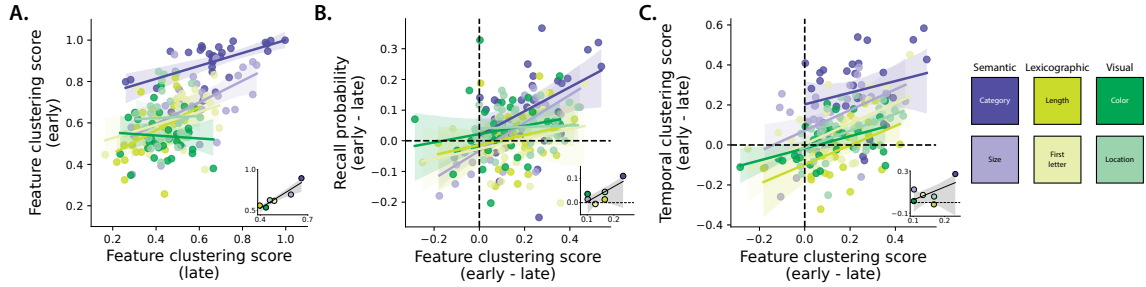 A.
Feature clustering score
(early)
1.0
0.8
0.6
0.4
0.2
0.2
0.4
0.6
0.8
1.0
Feature clustering score
(late)
1.0
0.5
0.4
0.7
B.
Recall probability
(early - late)
0.3
0.2
0.1
0.0
−0.1
−0.2
−0.2
0.0
0.2
0.4
Feature clustering score
(early - late)
0.1
0.0
0.1
0.2
C.
Temporal clustering score
(early - late)
0.6
0.4
0.2
0.0
−0.2
−0.4
−0.2
0.0
0.2
0.4
Feature clustering score
(early - late)
0.3
−0.1
0.1
0.2
Semantic Lexicographic Visual
Category Length Color
Size First letter Location